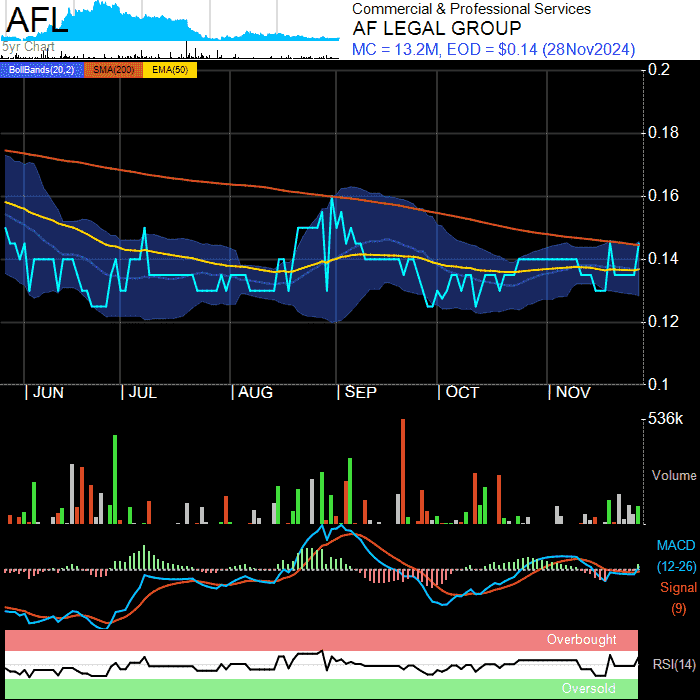 AFL
5yr Chart
Commercial & Professional Services
AF LEGAL GROUP
MC = 13.2M, EOD = $0.14 (28Nov2024)
BollBands(20,2) SMA(200) EMA(50)
0.2
0.18
0.16
0.14
0.12
0.1
JUN JUL AUG SEP OCT NOV
536k
Volume
MACD
(12-26)
Signal
(9)
Overbought
RSI(14)
Oversold